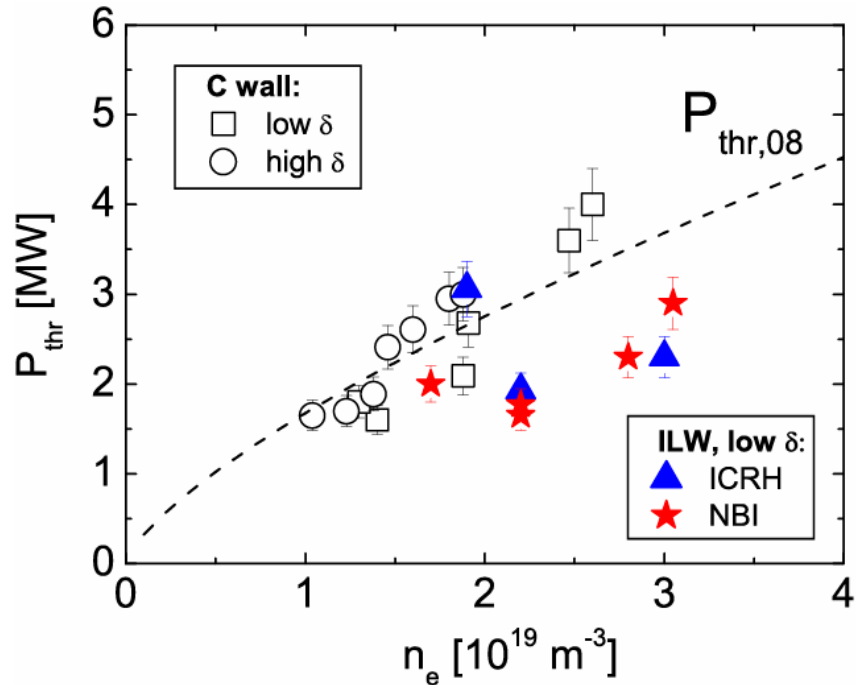 6
5
4
3
2
1
0
P_thr [MW]
C wall:
low δ
high δ
P_thr,08
ILW, low δ:
ICRH
NBI
0 1 2 3 4
n_e [10^19 m^-3]